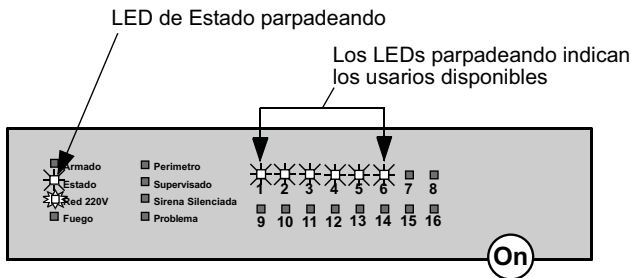 LED de Estado parpadeando
Los LEDs parpadeando indican
los usarios disponibles
Armado
Estado
Red 220V
Fuego
Perimetro
Supervisado
Sirena Silenciada
Problema
1 2 3 4 5 6 7 8
9 10 11 12 13 14 15 16
On